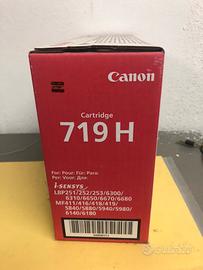 Canon
Cartridge
719 H
For: / Pour: / Für: / Para:
Per: / Voor: / Для:
i-SENSYS
LBP251/252/253/6300/
6310/6650/6670/6680
MF411/416/418/419/
5840/5880/5940/5980/
6140/6180
subito